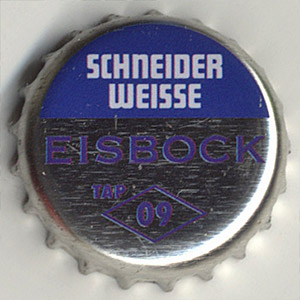 SCHNEIDER
WEISSE
EISBOCK
TAP
09